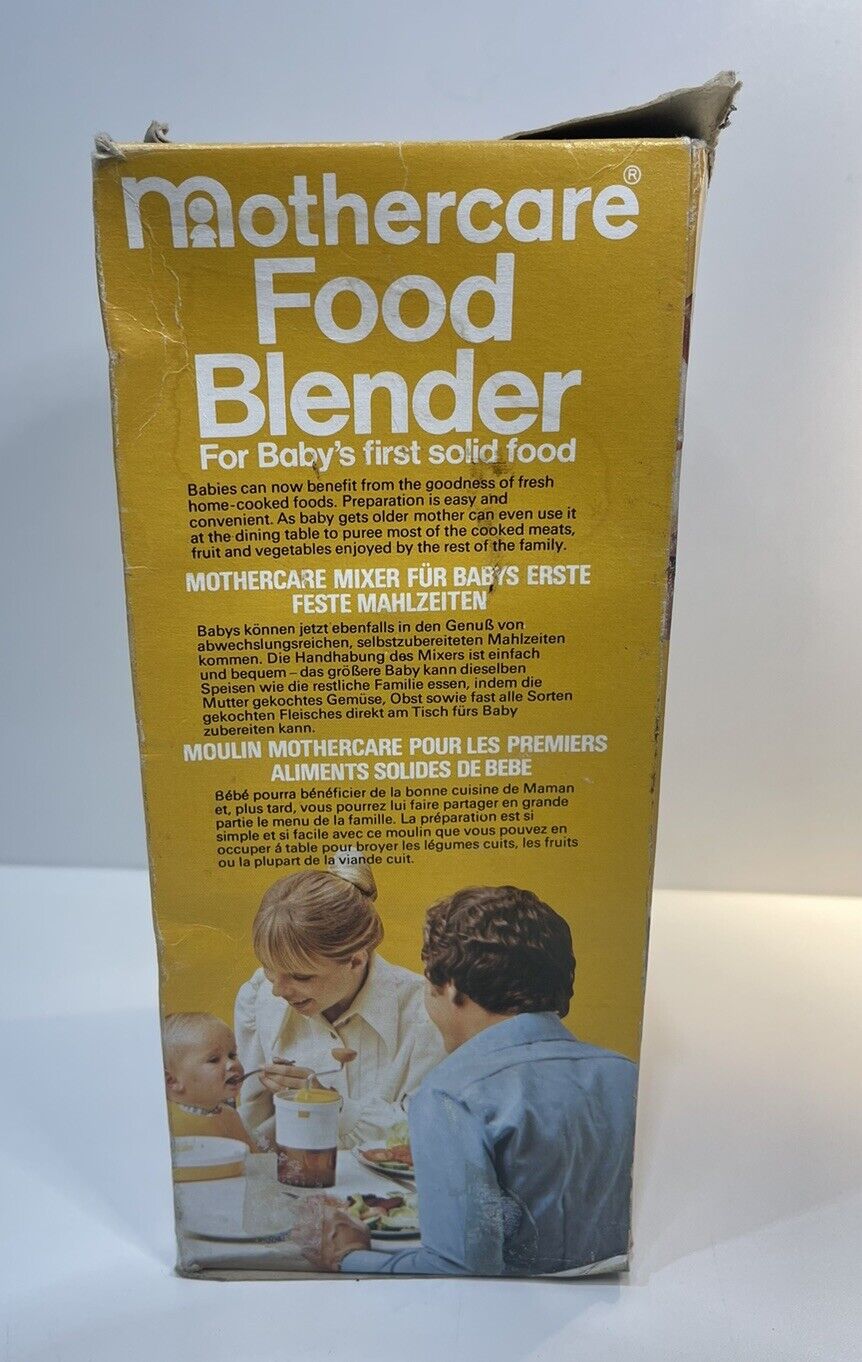 mothercare®
Food
Blender
For Baby's first solid food
Babies can now benefit from the goodness of fresh
home-cooked foods. Preparation is easy and
convenient. As baby gets older mother can even use it
at the dining table to puree most of the cooked meats,
fruit and vegetables enjoyed by the rest of the family.
MOTHERCARE MIXER FÜR BABYS ERSTE
FESTE MAHLZEITEN
Babys können jetzt ebenfalls in den Genuß von
abwechslungsreichen, selbstzubereiteten Mahlzeiten
kommen. Die Handhabung des Mixers ist einfach
und bequem – das größere Baby kann dieselben
Speisen wie die restliche Familie essen, indem die
Mutter gekochtes Gemüse, Obst sowie fast alle Sorten
gekochten Fleisches direkt am Tisch fürs Baby
zubereiten kann.
MOULIN MOTHERCARE POUR LES PREMIERS
ALIMENTS SOLIDES DE BEBE
Bébé pourra bénéficier de la bonne cuisine de Maman
et, plus tard, vous pourrez lui faire partager en grande
partie le menu de la famille. La préparation est si
simple et si facile avec ce moulin que vous pouvez en
occuper á table pour broyer les légumes cuits, les fruits
ou la plupart de la viande cuit.